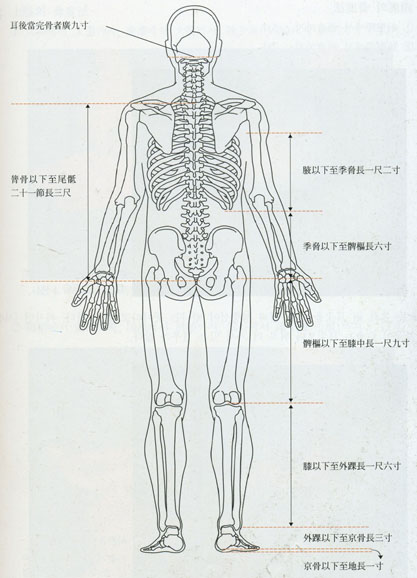 耳後當完骨者廣九寸
膂骨以下至尾骶
二十一節長三尺
腋以下至季脅長一尺二寸
季脅以下至髀樞長六寸
髀樞以下至膝中長一尺九寸
膝以下至外踝長一尺六寸
外踝以下至京骨長三寸
京骨以下至地長一寸